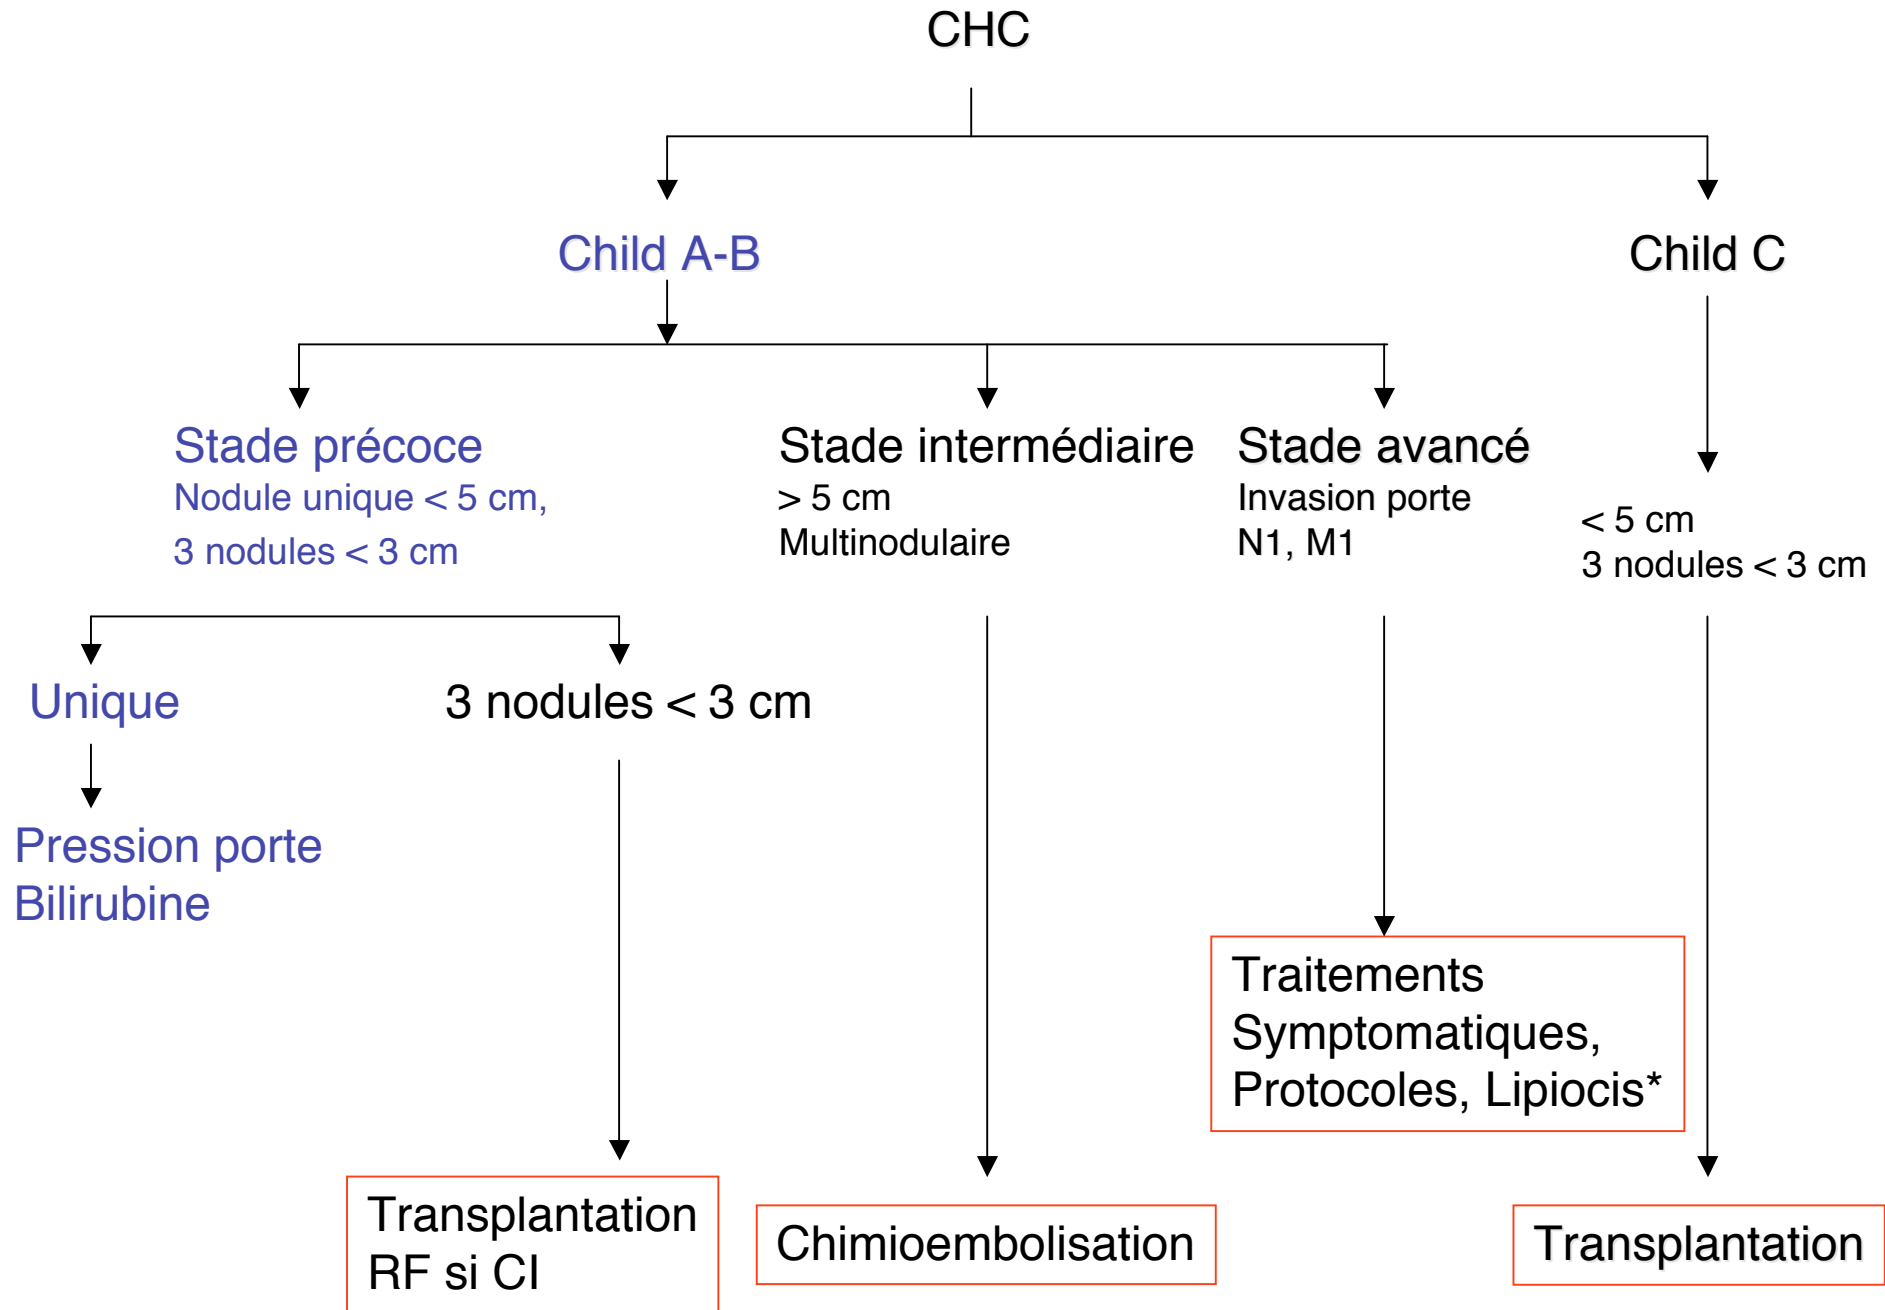 CHC
Child A-B
Child C
Stade précoce
Nodule unique < 5 cm,
3 nodules < 3 cm
Stade intermédiaire
> 5 cm
Multinodulaire
Stade avancé
Invasion porte
N1, M1
< 5 cm
3 nodules < 3 cm
Unique
3 nodules < 3 cm
Pression porte
Bilirubine
Traitements
Symptomatiques,
Protocoles, Lipiocis*
Transplantation
RF si CI
Chimioembolisation
Transplantation